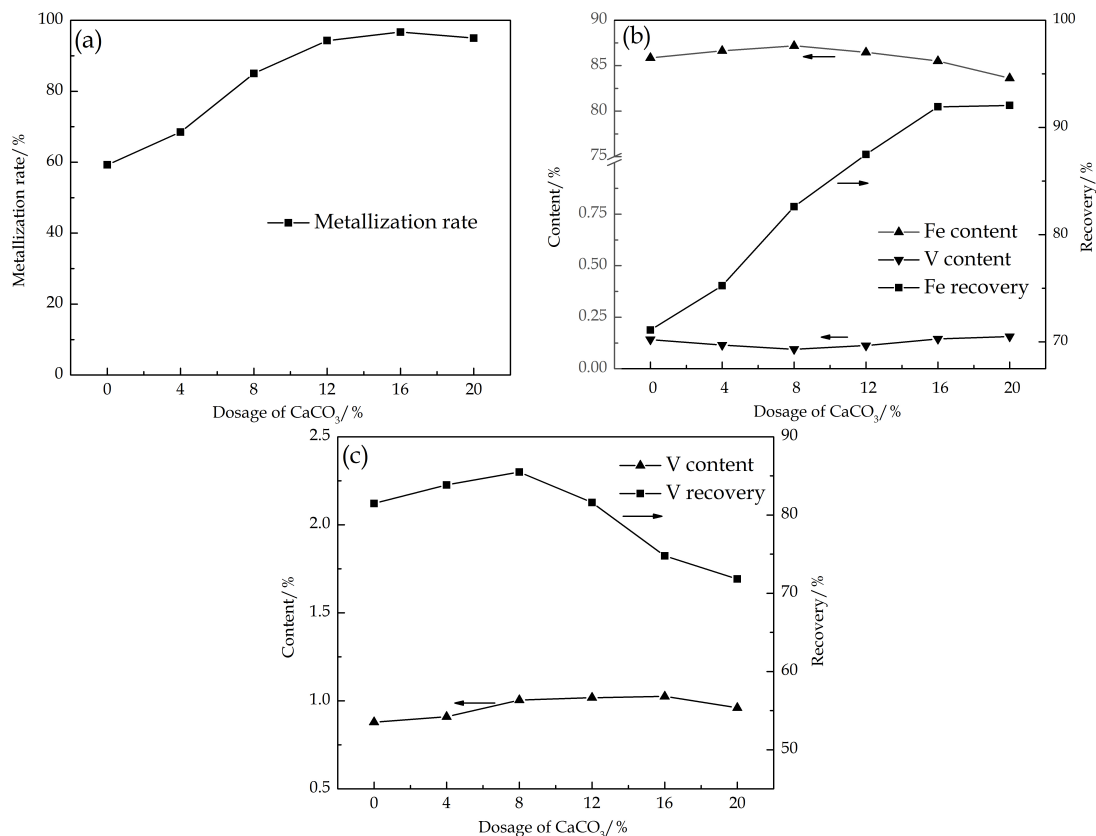 (a)
100
80
60
40
20
0
Metallization rate/%
Metallization rate
0 4 8 12 16 20
Dosage of CaCO3/%
(b)
90
85
80
75
0.75
0.50
0.25
0.00
Content/%
100
90
80
70
Recovery/%
Fe content
V content
Fe recovery
0 4 8 12 16 20
Dosage of CaCO3/%
(c)
2.5
2.0
1.5
1.0
0.5
Content/%
90
80
70
60
50
Recovery/%
V content
V recovery
0 4 8 12 16 20
Dosage of CaCO3/%